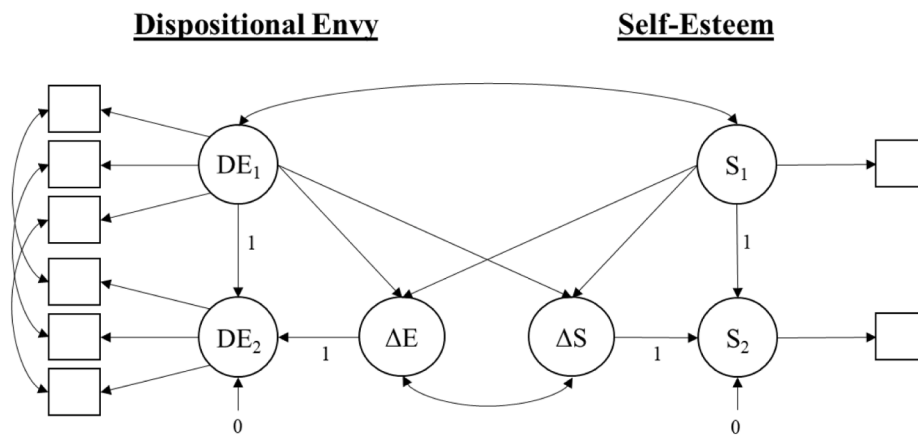 Dispositional Envy Self-Esteem
DE₁ S₁
1 1
DE₂ ΔE ΔS S₂
1 1
0 0